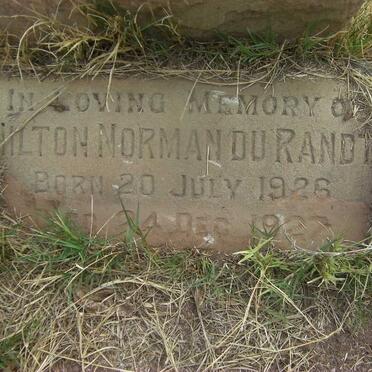 IN LOVING MEMORY O
ILTON NORMAN DU RANDT
BORN 20 JULY 1926
24 DEC